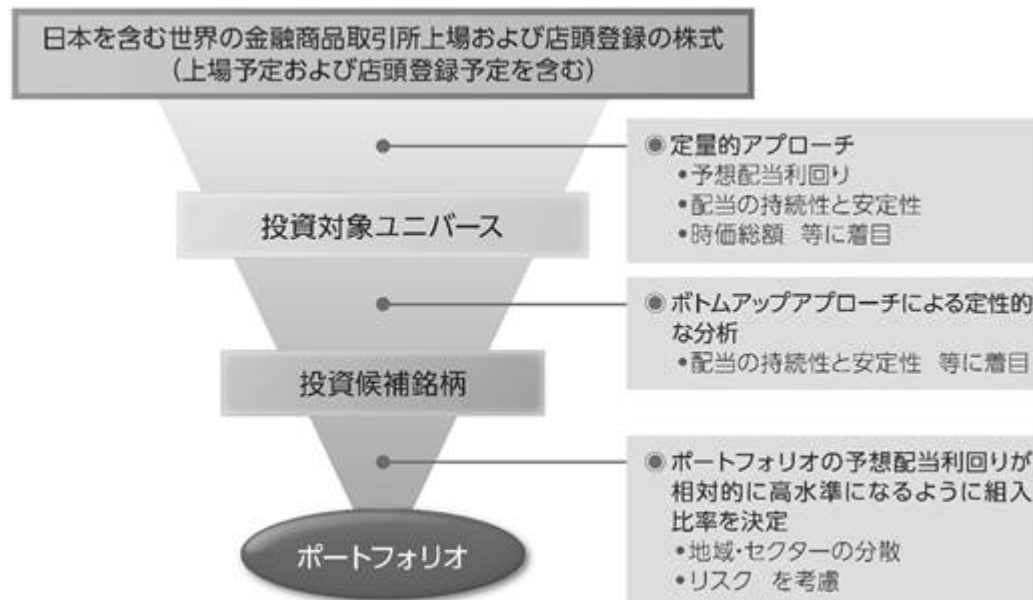 日本を含む世界の金融商品取引所上場および店頭登録の株式
（上場予定および店頭登録予定を含む）
◉定量的アプローチ
•予想配当利回り
•配当の持続性と安定性
•時価総額 等に着目
投資対象ユニバース
◉ボトムアップアプローチによる定性的
な分析
•配当の持続性と安定性 等に着目
投資候補銘柄
◉ポートフォリオの予想配当利回りが
相対的に高水準になるように組入
比率を決定
•地域・セクターの分散
•リスク を考慮
ポートフォリオ